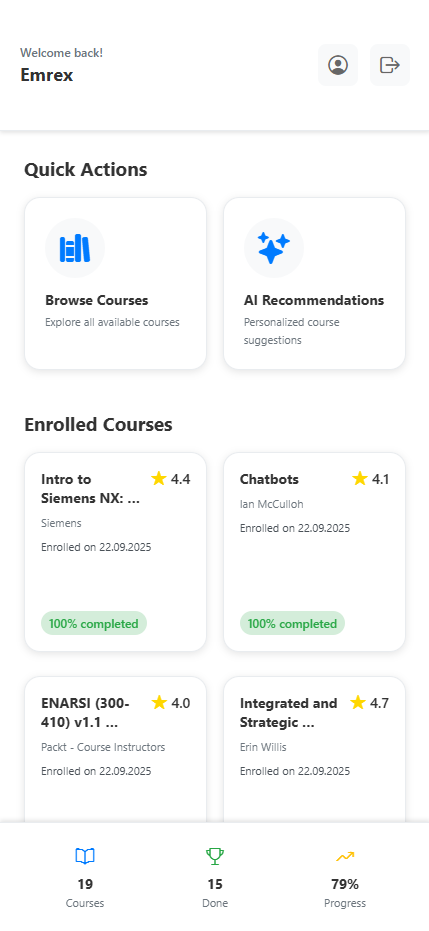 Welcome back!
Emrex
Quick Actions
Browse Courses
Explore all available courses
AI Recommendations
Personalized course
suggestions
Enrolled Courses
Intro to
Siemens NX: ...
4.4
Siemens
Enrolled on 22.09.2025
100% completed
Chatbots
4.1
Ian McCulloh
Enrolled on 22.09.2025
100% completed
ENARSI (300-
410) v1.1 ...
4.0
Packt - Course Instructors
Enrolled on 22.09.2025
Integrated and
Strategic ...
4.7
Erin Willis
Enrolled on 22.09.2025
19
Courses
15
Done
79%
Progress